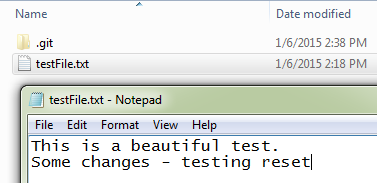 Name Date modified
.git 1/6/2015 2:38 PM
testFile.txt 1/6/2015 2:18 PM
testFile.txt - Notepad
File Edit Format View Help
This is a beautiful test.
Some changes - testing reset